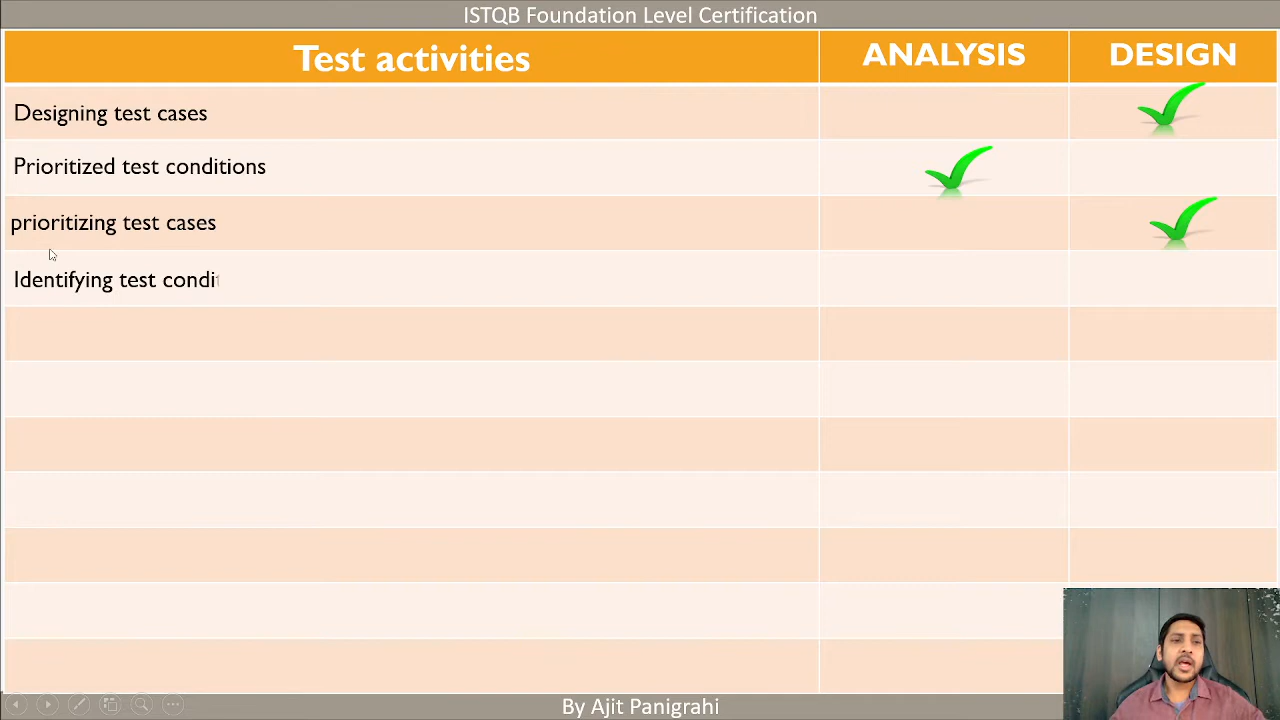 ISTQB Foundation Level Certification
Test activities ANALYSIS DESIGN
Designing test cases
Prioritized test conditions
prioritizing test cases
Identifying test condi
By Ajit Panigrahi